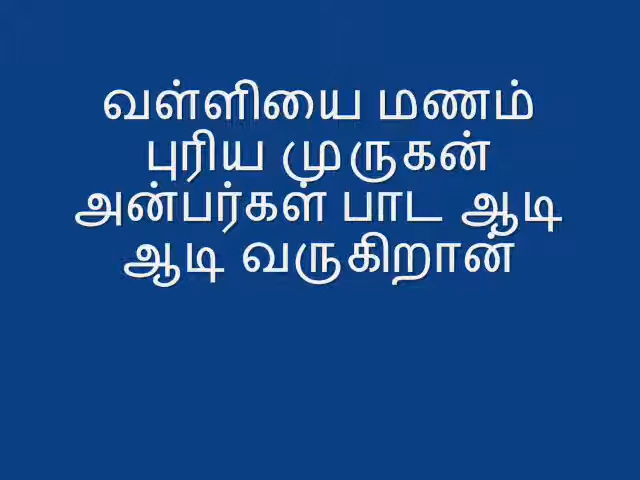 வள்ளியை மணம்
புரிய முருகன்
அன்பர்கள் பாட ஆடி
ஆடி வருகிறான்